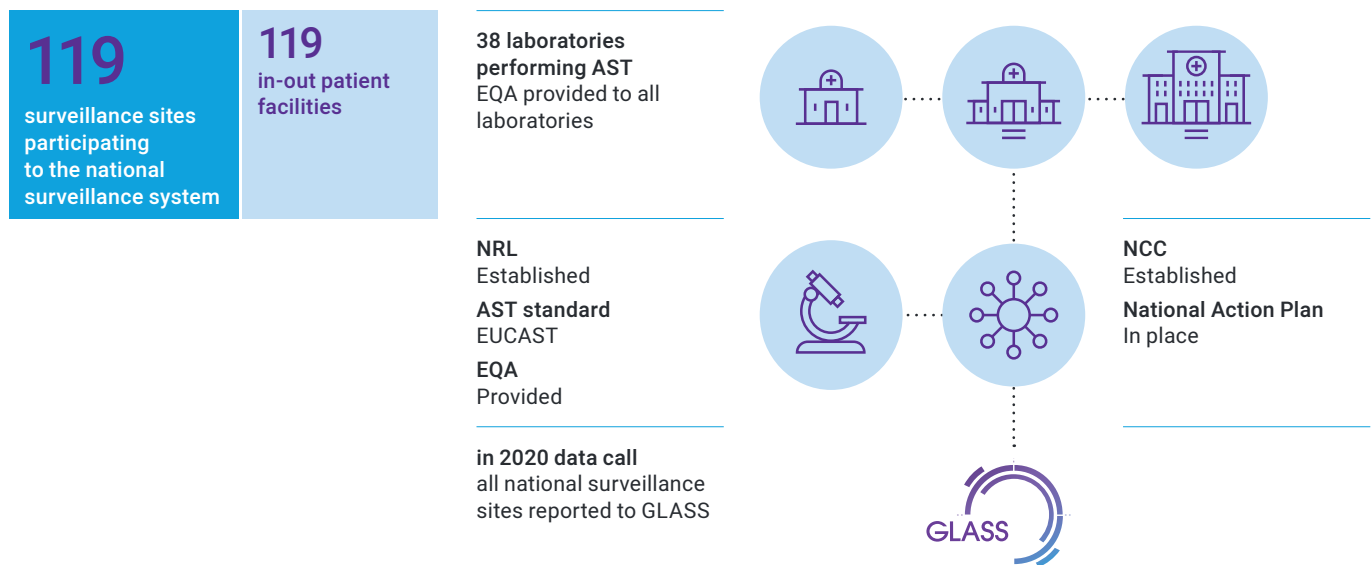 119
surveillance sites
participating
to the national
surveillance system
119
in-out patient
facilities
38 laboratories
performing AST
EQA provided to all
laboratories
NRL
Established
AST standard
EUCAST
EQA
Provided
NCC
Established
National Action Plan
In place
in 2020 data call
all national surveillance
sites reported to GLASS
GLASS